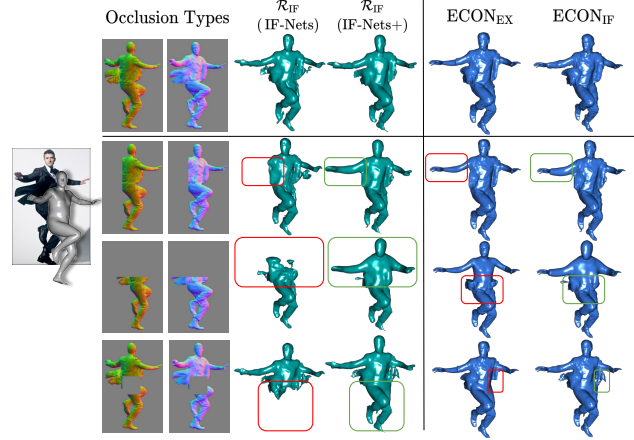 Occlusion Types
R_IF
(IF-Nets)
R_IF
(IF-Nets+)
ECON_EX
ECON_IF